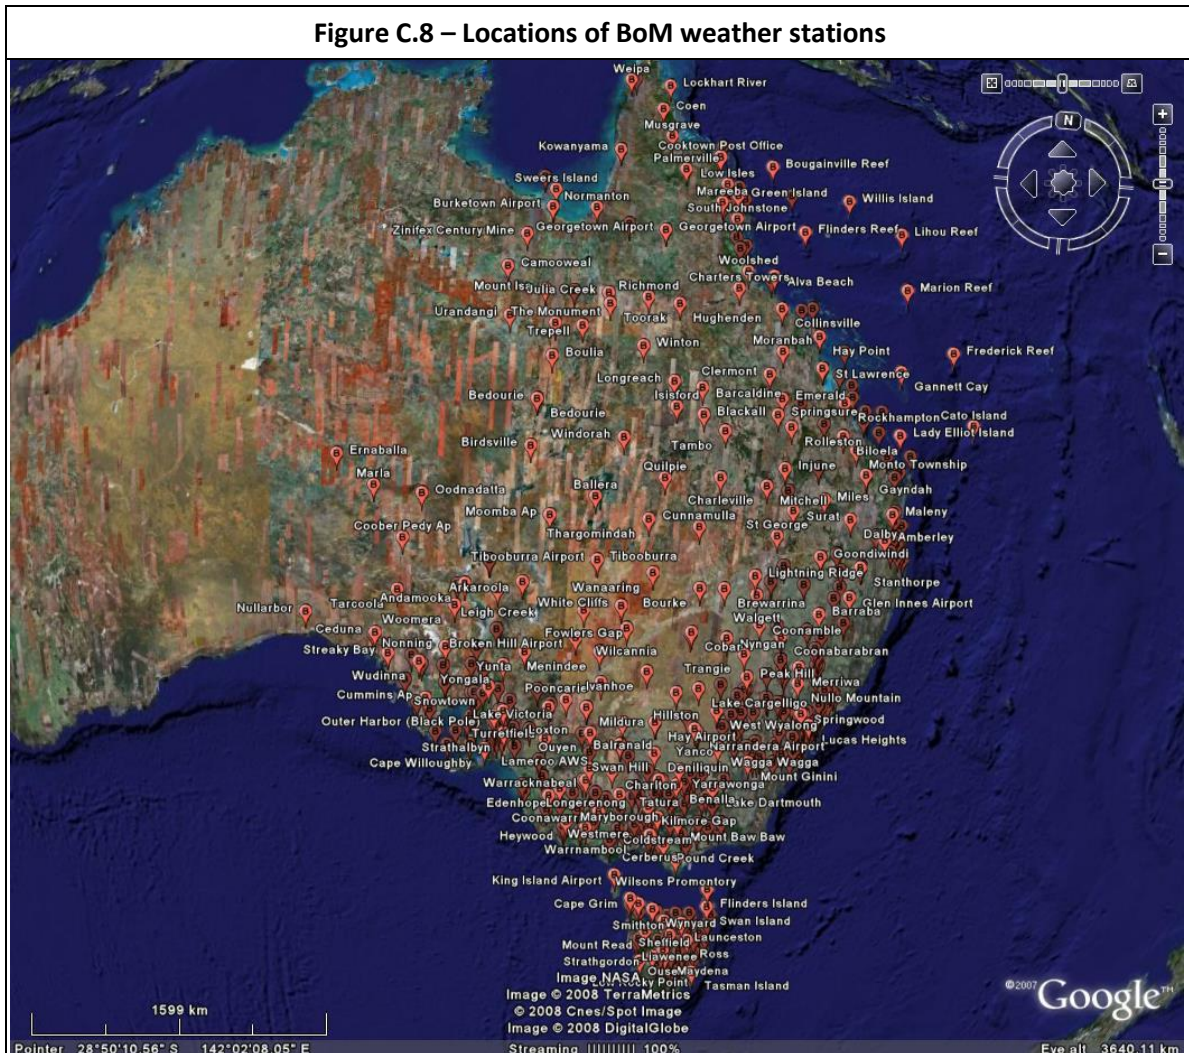 Figure C.8 – Locations of BoM weather stations
Weipa
Lockhart River
Coen
Musgrave
Kowanyama
Cooktown Post Office
Palmerville
Bougainville Reef
Low Isles
Sweers Island
Mareeba Green Island
Normanton
Willis Island
Burketown Airport
South Johnstone
Zinifex Century Mine
Georgetown Airport
Georgetown Airport
Flinders Reef
Lihou Reef
Woolshed
Camooweal
Charters Towers
Alva Beach
Mount Isa
Julia Creek
Richmond
Marion Reef
Urandangi
The Monument
Toorak
Hughenden
Collinsville
Trepell
Winton
Moranbah
Hay Point
Boulia
Frederick Reef
Longreach
Clermont
St Lawrence
Gannett Cay
Bedourie
Isisford
Barcaldine
Emerald
Bedourie
Blackall
Springsure
Rockhampton
Cato Island
Birdsville
Windorah
Tambo
Rolleston
Lady Elliot Island
Ernaballa
Biloela
Marla
Quilpie
Injune
Monto Township
Oodnadatta
Ballera
Charleville
Mitchell
Miles
Gayndah
Moomba Ap
Cunnamulla
Surat
Maleny
Coober Pedy Ap
Thargomindah
St George
Dalby
Amberley
Tibooburra Airport
Tibooburra
Goondiwindi
Lightning Ridge
Stanthorpe
Arkaroola
Wanaaring
Nullarbor
Tarcoola
Andamooka
Leigh Creek
White Cliffs
Bourke
Brewarrina
Glen Innes Airport
Woomera
Walgett
Barraba
Ceduna
Fowlers Gap
Coonamble
Streaky Bay
Nonning
Broken Hill Airport
Wilcannia
Cobar
Nyngan
Coonabarabran
Wudinna
Yunta
Menindee
Trangie
Peak Hill
Yongala
Merriwa
Cummins Ap
Snowtown
Pooncarie
Ivanhoe
Nullo Mountain
Lake Cargelligo
Outer Harbor (Black Pole)
Lake Victoria
Mildura
Hillston
West Wyalong
Springwood
Turretfield
Loxton
Hay Airport
Lucas Heights
Strathalbyn
Ouyen
Balranald
Yanco
Narrandera Airport
Cape Willoughby
Lameroo AWS
Swan Hill
Deniliquin
Wagga Wagga
Warracknabeal
Charlton
Yarrawonga
Mount Ginini
Edenhope
Longerenong
Tatura
Benalla
Lake Dartmouth
Coonawarr
Maryborough
Kilmore Gap
Heywood
Westmere
Coldstream
Mount Baw Baw
Warrnambool
Cerberus
Pound Creek
King Island Airport
Wilsons Promontory
Cape Grim
Flinders Island
Smithton
Wynyard
Swan Island
Mount Read
Sheffield
Launceston
Strathgordon
Liawenee
Ross
Ouse
Maydena
Image NASA
Low Rocky Point
Tasman Island
Image © 2008 TerraMetrics
© 2008 Cnes/Spot Image
Image © 2008 DigitalGlobe
N
1599 km
©2007 Google™
Pointer 28°50'10.56" S 142°02'08.05" E
Streaming |||||||||| 100%
Eye alt 3640.11 km